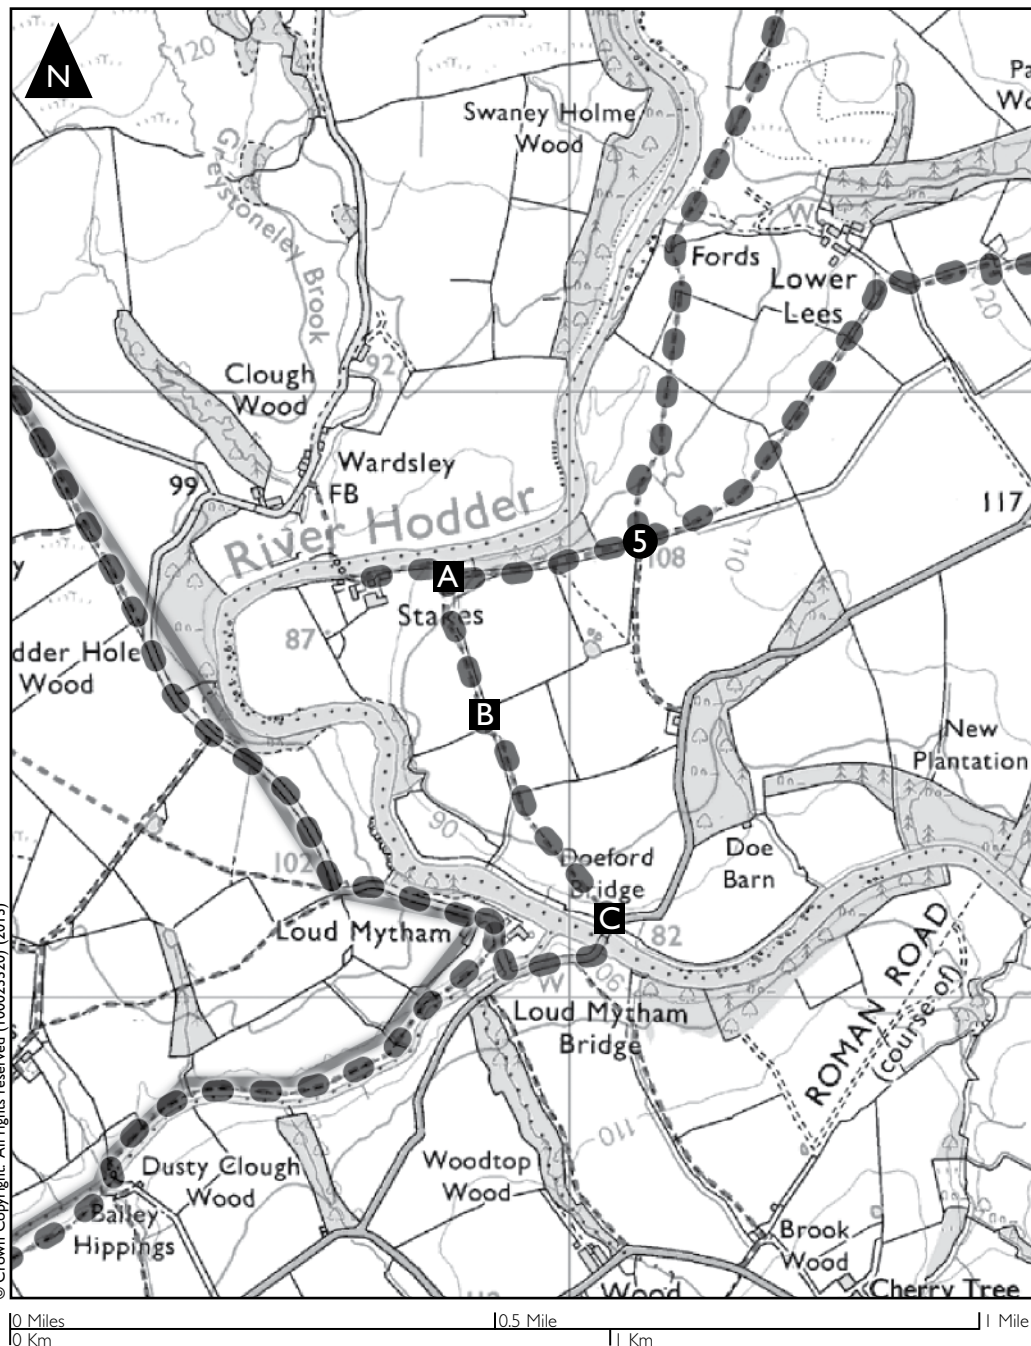 N
120
Swaney Holme
Wood
Pa
Wo
Greystoneley Brook
W
Fords
Lower
Lees
120
92
Clough
Wood
Wardsley
FB
99
River Hodder
117
5
108
110
A
Stakes
87
y
dder Hole
Wood
B
New
Plantation
90
102
Doeford
Bridge
Doe
Barn
C
82
Loud Mytham
W
90
Loud Mytham
Bridge
ROMAN ROAD
(course of)
110
Dusty Clough
Wood
Woodtop
Wood
Bailey
Hippings
Brook
Wood
Wood
Cherry Tree
© Crown Copyright. All rights reserved (100023320) (2013)
0 Miles 0.5 Mile 1 Mile
0 Km 1 Km